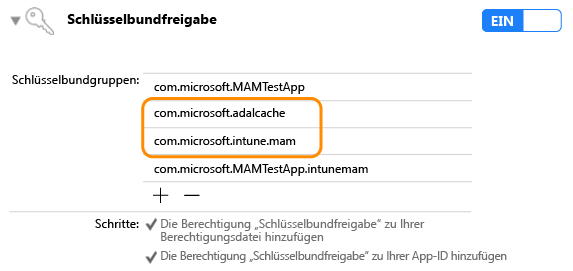 Schlüsselbundfreigabe
EIN
Schlüsselbundgruppen:
com.microsoft.MAMTestApp
com.microsoft.adalcache
com.microsoft.intune.mam
com.microsoft.MAMTestApp.intunemam
Schritte:
Die Berechtigung „Schlüsselbundfreigabe“ zu Ihrer
Berechtigungsdatei hinzufügen
Die Berechtigung „Schlüsselbundfreigabe“ zu Ihrer App-ID hinzufügen